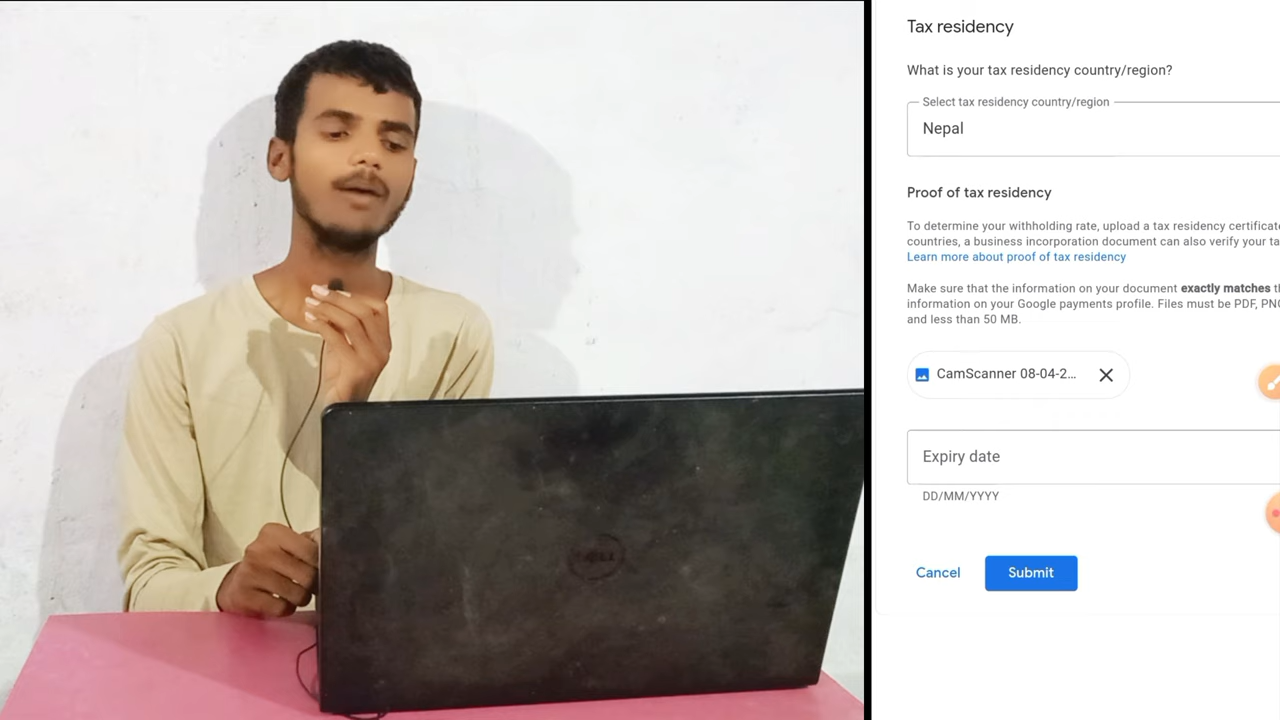 Tax residency
What is your tax residency country/region?
Select tax residency country/region
Nepal
Proof of tax residency
To determine your withholding rate, upload a tax residency certificate
countries, a business incorporation document can also verify your
Learn more about proof of tax residency
Make sure that the information on your document exactly matches
information on your Google payments profile. Files must be PDF,
and less than 50 MB.
CamScanner 08-04-2...
Expiry date
DD/MM/YYYY
Cancel
Submit
DELL